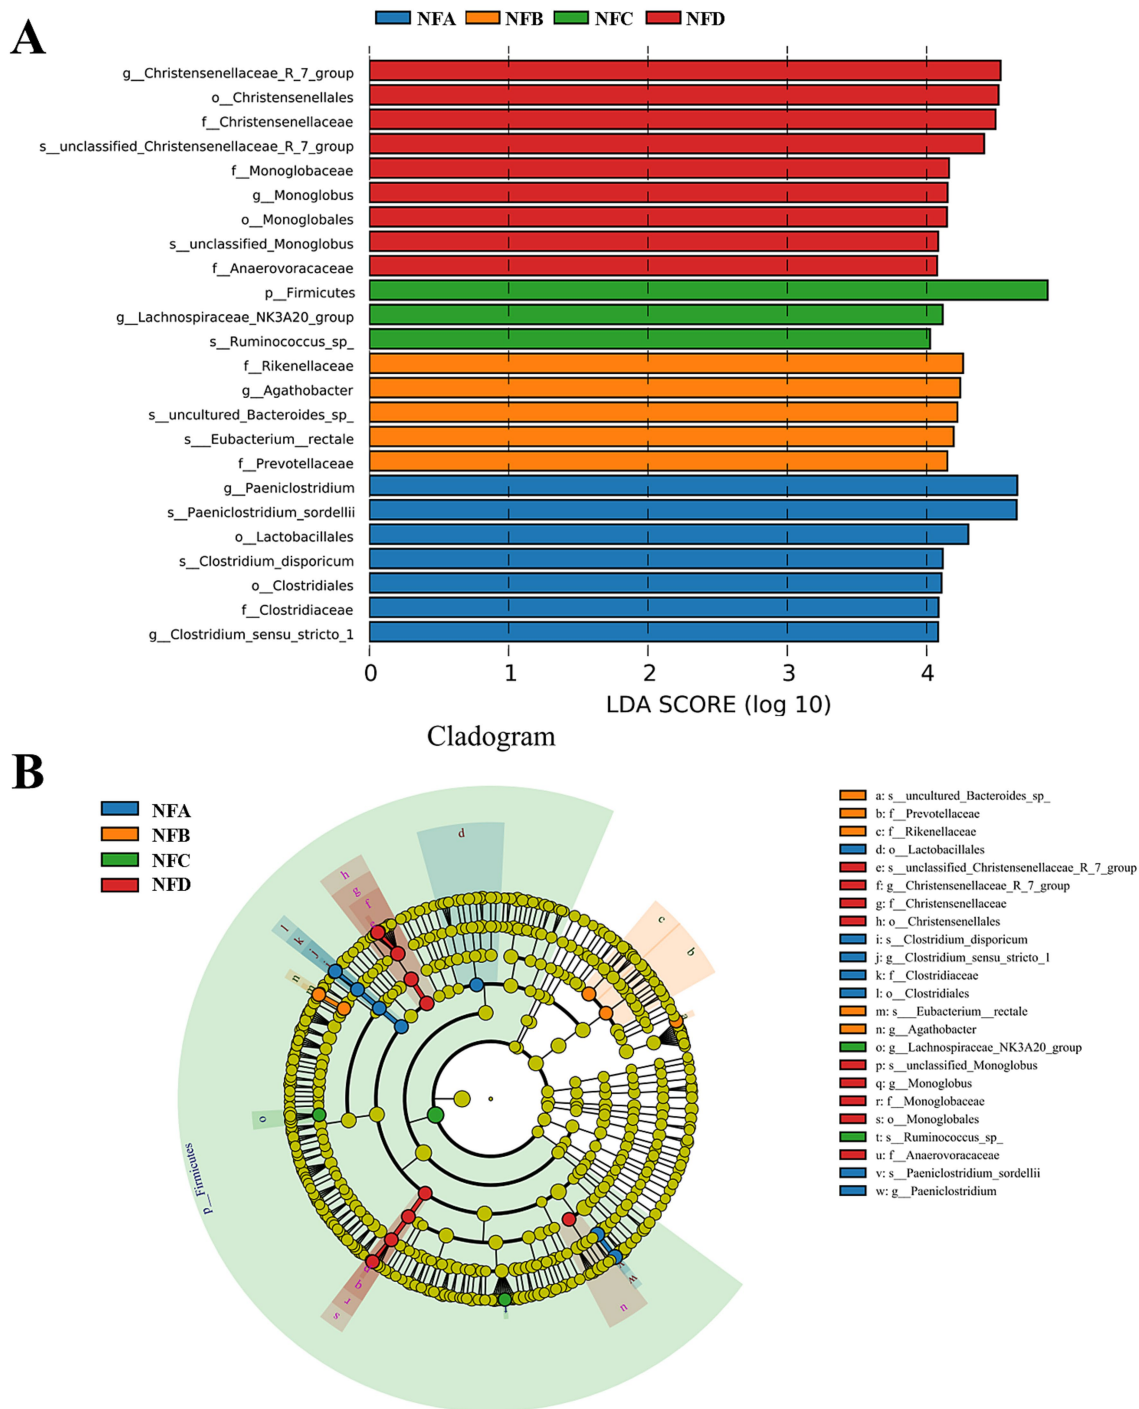 A
NFA NFB NFC NFD
g__Christensenellaceae_R_7_group
o__Christensenellales
f__Christensenellaceae
s__unclassified_Christensenellaceae_R_7_group
f__Monoglobaceae
g__Monoglobus
o__Monoglobales
s__unclassified_Monoglobus
f__Anaerovoracaceae
p__Firmicutes
g__Lachnospiraceae_NK3A20_group
s__Ruminococcus_sp_
f__Rikenellaceae
g__Agathobacter
s__uncultured_Bacteroides_sp_
s___Eubacterium__rectale
f__Prevotellaceae
g__Paeniclostridium
s__Paeniclostridium_sordellii
o__Lactobacillales
s__Clostridium_disporicum
o__Clostridiales
f__Clostridiaceae
g__Clostridium_sensu_stricto_1
0 1 2 3 4
LDA SCORE (log 10)
Cladogram
B
NFA
NFB
NFC
NFD
d
h
g
f
l
k
j
n
c
b
o
p__Firmicutes
q
r
s
u
w
a: s__uncultured_Bacteroides_sp_
b: f__Prevotellaceae
c: f__Rikenellaceae
d: o__Lactobacillales
e: s__unclassified_Christensenellaceae_R_7_group
f: g__Christensenellaceae_R_7_group
g: f__Christensenellaceae
h: o__Christensenellales
i: s__Clostridium_disporicum
j: g__Clostridium_sensu_stricto_1
k: f__Clostridiaceae
l: o__Clostridiales
m: s___Eubacterium__rectale
n: g__Agathobacter
o: g__Lachnospiraceae_NK3A20_group
p: s__unclassified_Monoglobus
q: g__Monoglobus
r: f__Monoglobaceae
s: o__Monoglobales
t: s__Ruminococcus_sp_
u: f__Anaerovoracaceae
v: s__Paeniclostridium_sordellii
w: g__Paeniclostridium